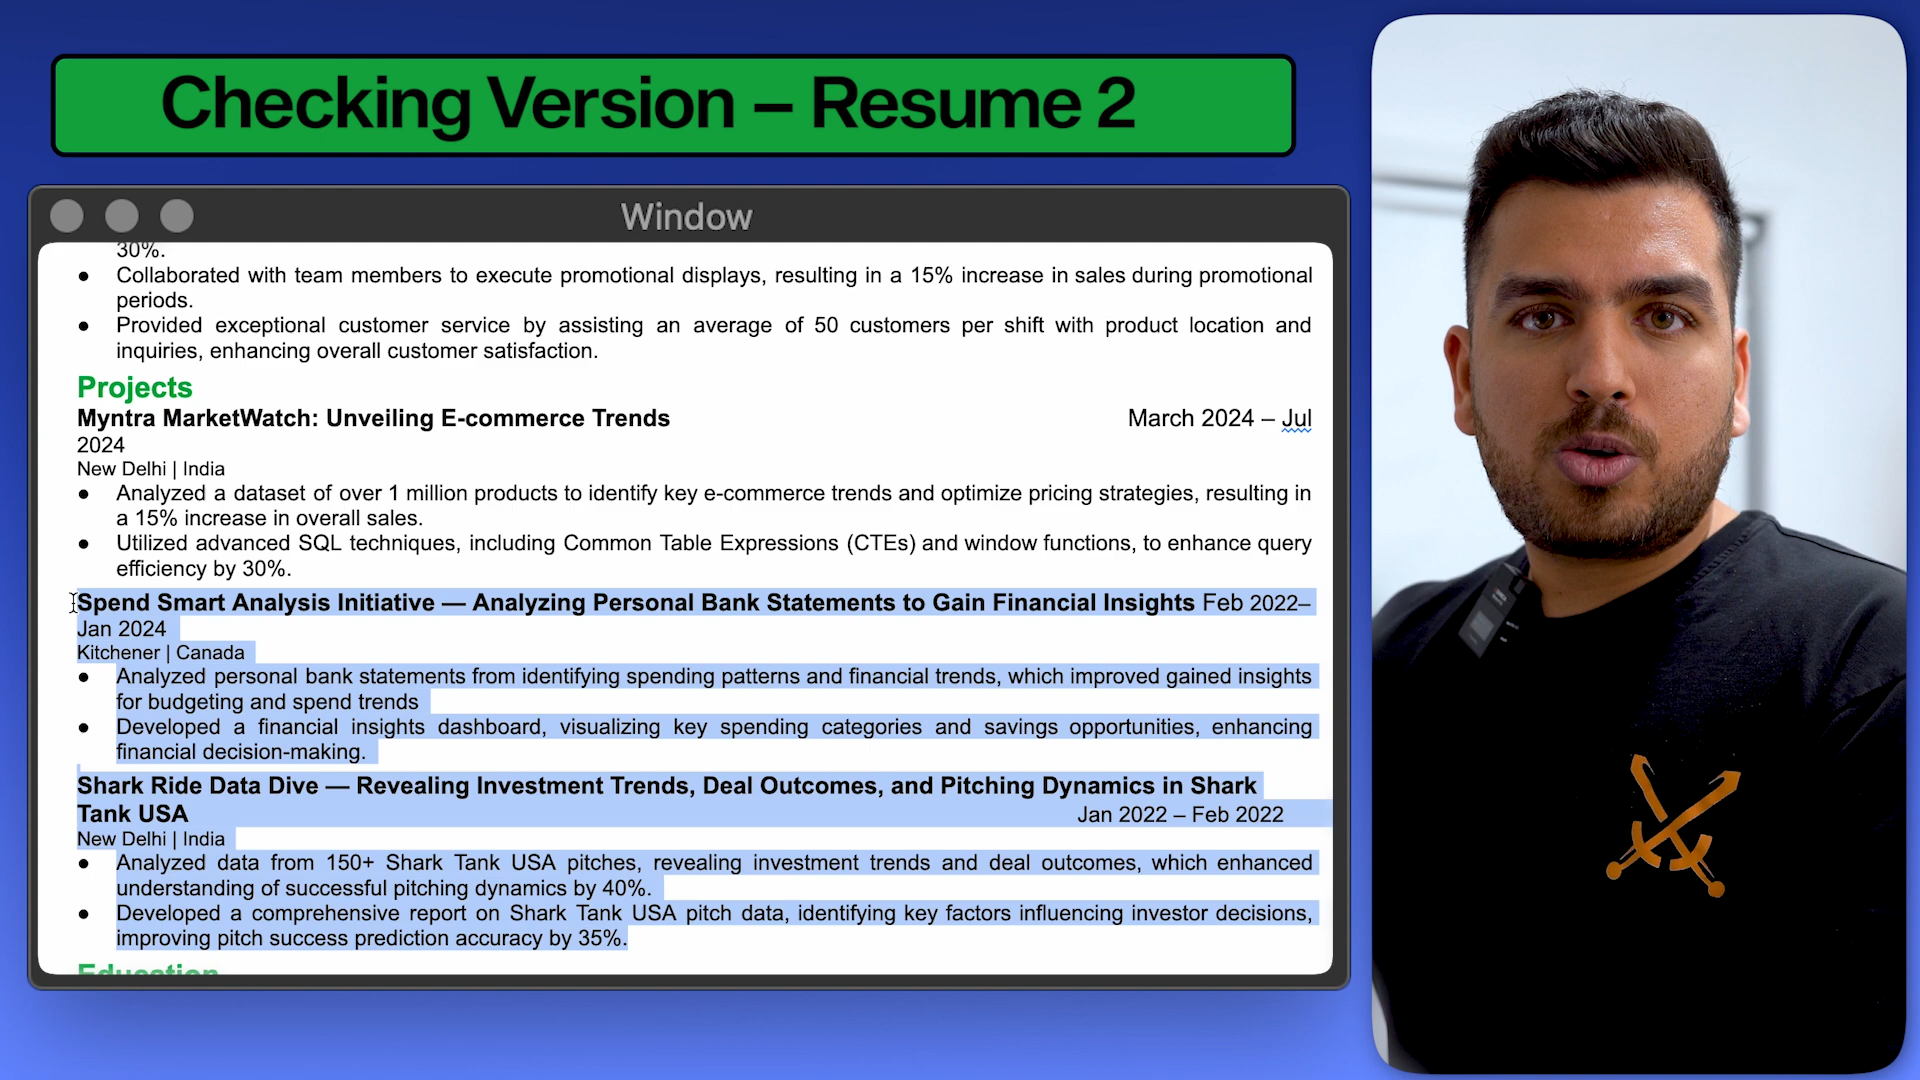 Checking Version – Resume 2
Window
30%.
● Collaborated with team members to execute promotional displays, resulting in a 15% increase in sales during promotional
periods.
● Provided exceptional customer service by assisting an average of 50 customers per shift with product location and
inquiries, enhancing overall customer satisfaction.
Projects
Myntra MarketWatch: Unveiling E-commerce Trends March 2024 – Jul
2024
New Delhi | India
● Analyzed a dataset of over 1 million products to identify key e-commerce trends and optimize pricing strategies, resulting in
a 15% increase in overall sales.
● Utilized advanced SQL techniques, including Common Table Expressions (CTEs) and window functions, to enhance query
efficiency by 30%.
Spend Smart Analysis Initiative — Analyzing Personal Bank Statements to Gain Financial Insights Feb 2022–
Jan 2024
Kitchener | Canada
● Analyzed personal bank statements from identifying spending patterns and financial trends, which improved gained insights
for budgeting and spend trends
● Developed a financial insights dashboard, visualizing key spending categories and savings opportunities, enhancing
financial decision-making.
Shark Ride Data Dive — Revealing Investment Trends, Deal Outcomes, and Pitching Dynamics in Shark
Tank USA Jan 2022 – Feb 2022
New Delhi | India
● Analyzed data from 150+ Shark Tank USA pitches, revealing investment trends and deal outcomes, which enhanced
understanding of successful pitching dynamics by 40%.
● Developed a comprehensive report on Shark Tank USA pitch data, identifying key factors influencing investor decisions,
improving pitch success prediction accuracy by 35%.
Education